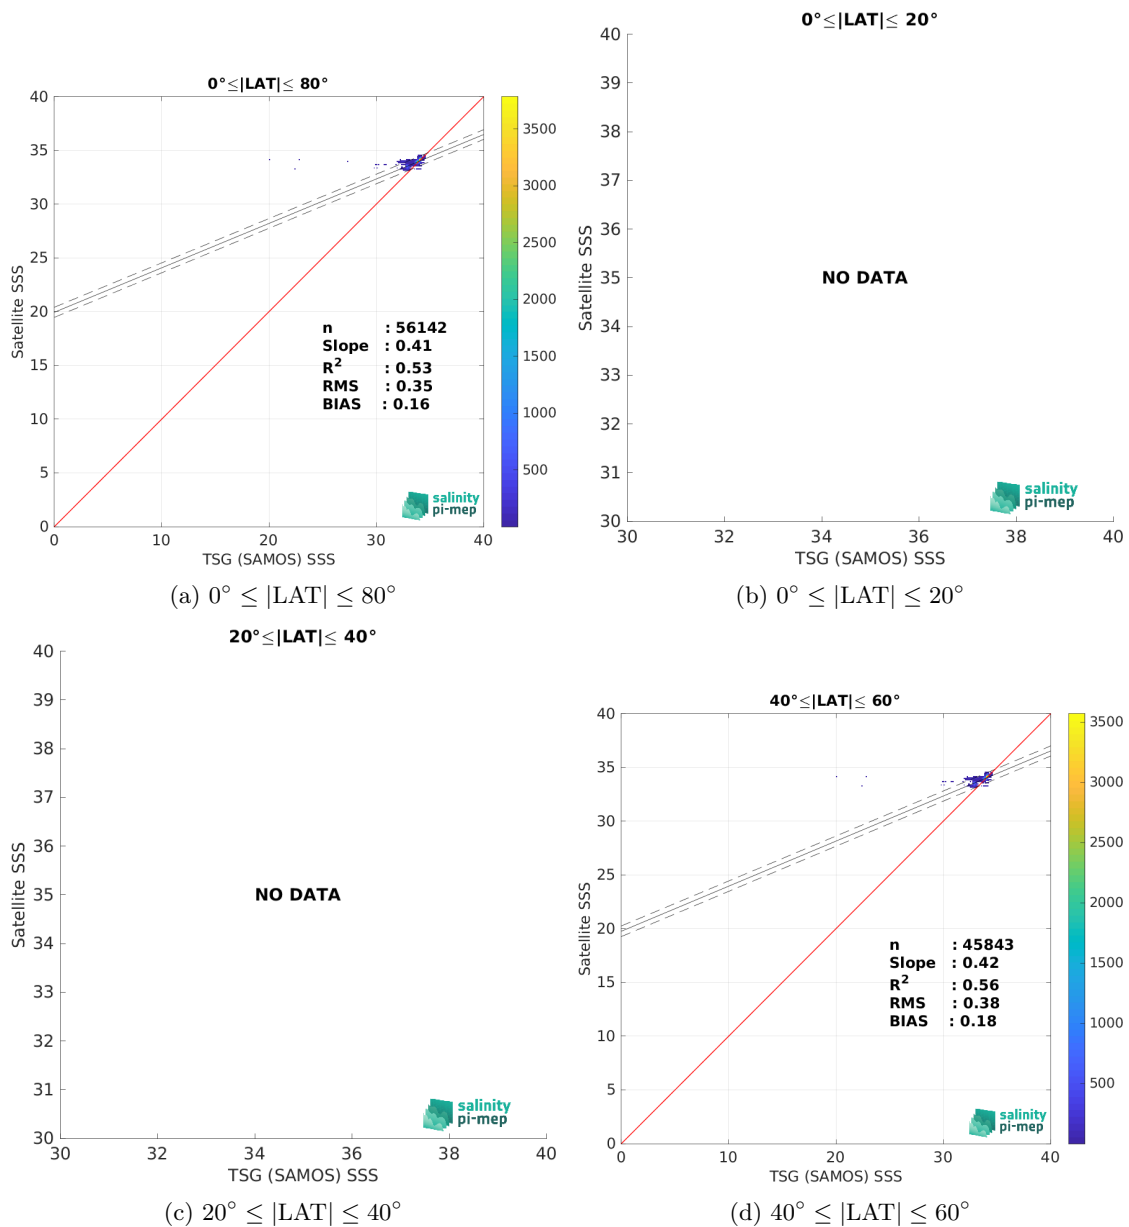 0°≤|LAT|≤ 80°
40
35
30
25
20
15
10
5
0
0
10
20
30
40
Satellite SSS
TSG (SAMOS) SSS
n : 56142
Slope : 0.41
R² : 0.53
RMS : 0.35
BIAS : 0.16
3500
3000
2500
2000
1500
1000
500
salinity
pi-mep
(a) 0° ≤ |LAT| ≤ 80°
0°≤|LAT|≤ 20°
40
39
38
37
36
35
34
33
32
31
30
30
32
34
36
38
40
Satellite SSS
TSG (SAMOS) SSS
NO DATA
salinity
pi-mep
(b) 0° ≤ |LAT| ≤ 20°
20°≤|LAT|≤ 40°
40
39
38
37
36
35
34
33
32
31
30
30
32
34
36
38
40
Satellite SSS
TSG (SAMOS) SSS
NO DATA
salinity
pi-mep
(c) 20° ≤ |LAT| ≤ 40°
40°≤|LAT|≤ 60°
40
35
30
25
20
15
10
5
0
0
10
20
30
40
Satellite SSS
TSG (SAMOS) SSS
n : 45843
Slope : 0.42
R² : 0.56
RMS : 0.38
BIAS : 0.18
3500
3000
2500
2000
1500
1000
500
salinity
pi-mep
(d) 40° ≤ |LAT| ≤ 60°